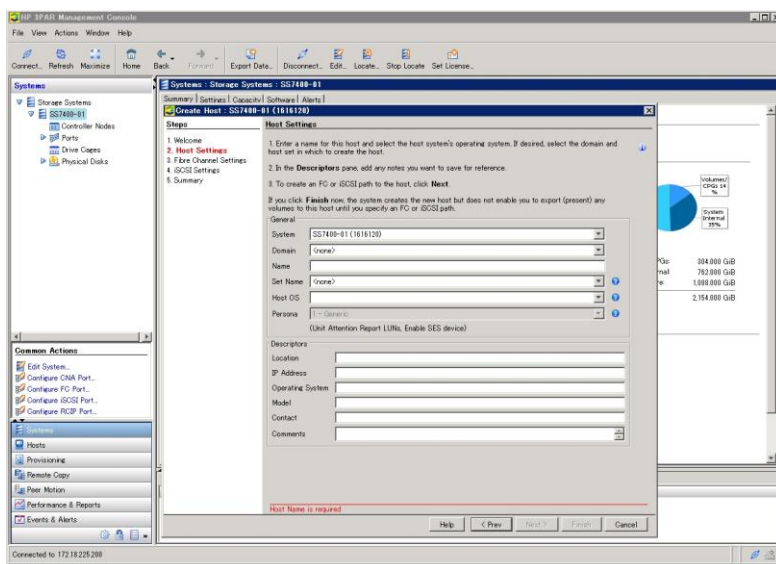 HP 3PAR Management Console
File View Actions Window Help
Connect... Refresh Maximize Home Back Forward Export Data... Disconnect... Edit... Locate... Stop Locate Set License...
Systems
Storage Systems
SS7400-01
Controller Nodes
Ports
Drive Cages
Physical Disks
Systems : Storage Systems : SS7400-01
Summary Settings Capacity Software Alerts
Create Host : SS7400-01 (1616120)
Steps
1. Welcome
2. Host Settings
3. Fibre Channel Settings
4. iSCSI Settings
5. Summary
Host Settings
1. Enter a name for this host and select the host system's operating system. If desired, select the domain and
host set in which to create the host.
2. In the Descriptors pane, add any notes you want to save for reference.
3. To create an FC or iSCSI path to the host, click Next.
If you click Finish now, the system creates the new host but does not enable you to export (present) any
volumes to this host until you specify an FC or iSCSI path.
General
System SS7400-01 (1616120)
Domain (none)
Name
Set Name (none)
Host OS
Persona 1 - Generic
(Unit Attention Report LUNs, Enable SES device)
Descriptors
Location
IP Address
Operating System
Model
Contact
Comments
Host Name is required
Help < Prev Next > Finish Cancel
Volumes/
CPGs 14
%
System
Internal
35%
PGs: 304.000 GiB
rnal 762.000 GiB
re: 1,088.000 GiB
2,154.000 GiB
Common Actions
Edit System...
Configure CNA Port...
Configure FC Port...
Configure iSCSI Port...
Configure RCIP Port...
Systems
Hosts
Provisioning
Remote Copy
Peer Motion
Performance & Reports
Events & Alerts
Connected to 172.18.225.200